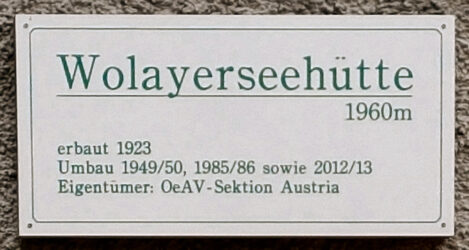 Wolayerseehütte
1960m
erbaut 1923
Umbau 1949/50, 1985/86 sowie 2012/13
Eigentümer: OeAV-Sektion Austria